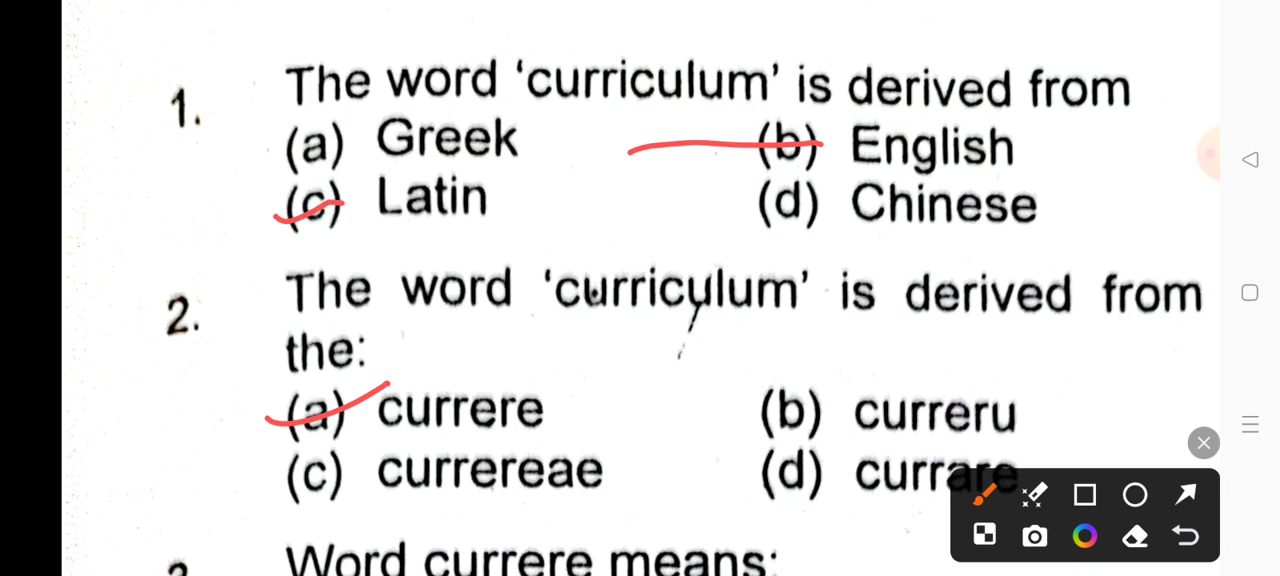 1. The word ‘curriculum’ is derived from
(a) Greek (b) English
(c) Latin (d) Chinese
2. The word ‘curriculum’ is derived from
the:
(a) currere (b) curreru
(c) currereae (d) currare
Word currere means: